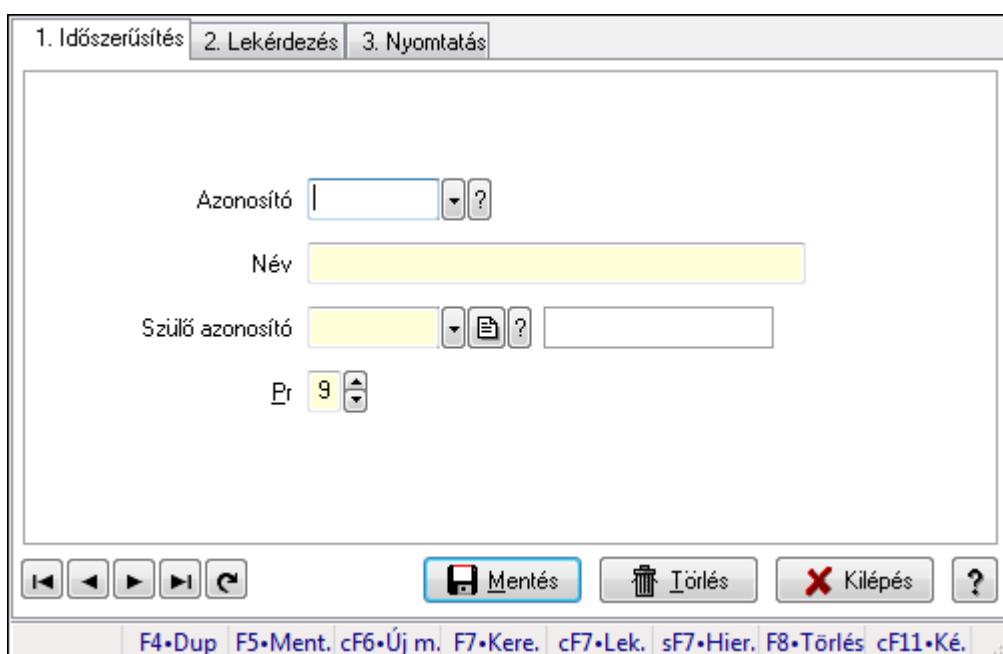 1. Időszerűsítés 2. Lekérdezés 3. Nyomtatás
Azonosító ?
Név
Szülő azonosító ?
Pr 9
Mentés Törlés Kilépés ?
F4•Dup F5•Ment. cF6•Új m. F7•Kere. cF7•Lek. sF7•Hier. F8•Törlés cF11•Ké.